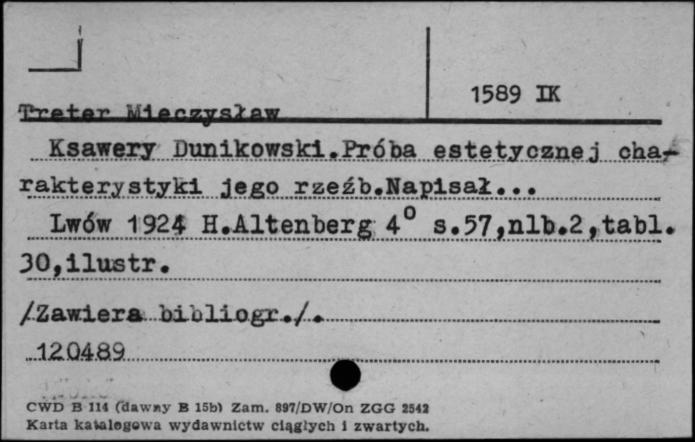 1589 IK
Treter Mieczysław
Ksawery Dunikowski.Próba estetycznej cha-
rakterystyki jego rzeźb.Napisał...
Lwów 1924 H.Altenberg 4° s.57,nlb.2,tabl.
30,ilustr.
/Zawiera bibliogr./.
120489
CWD B 114 (dawny B 15b) Zam. 897/DW/On ZGG 2542
Karta katalogowa wydawnictw ciągłych i zwartych.